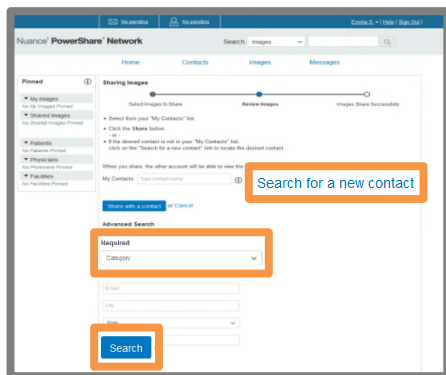 No pending No pending Emma S. | Help | Sign Out
Nuance® PowerShare® Network Search Images
Home Contacts Images Messages
Pinned
My Images
No My Images Pinned
Shared Images
No Shared Images Pinned
Patients
No Patients Pinned
Physicians
No Physicians Pinned
Facilities
No Facilities Pinned
Sharing Images
Select Images to Share Review Images Images Share Successfully
• Select from your "My Contacts" list.
• Click the Share button
- or -
• If the desired contact is not in your "My Contacts" list,
click on the "Search for a new contact" link to locate the desired contact.
When you share, the other account will be able to view the
My Contacts Type contact name
Search for a new contact
Share with a contact or Cancel
Advanced Search
Required
Category
Email
City
State
Search